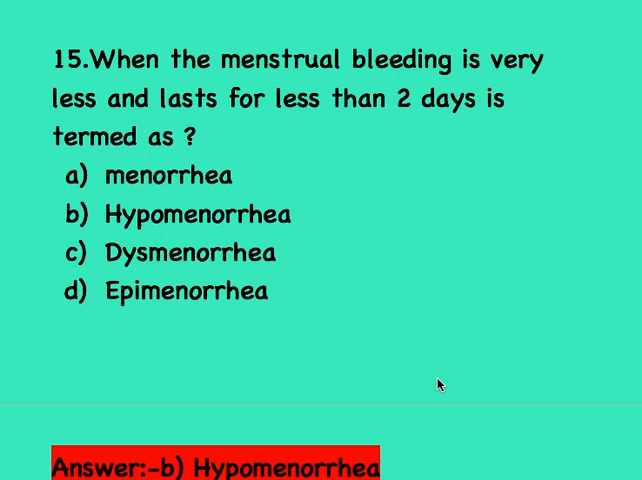 15.When the menstrual bleeding is very
less and lasts for less than 2 days is
termed as ?
a) menorrhea
b) Hypomenorrhea
c) Dysmenorrhea
d) Epimenorrhea
Answer:-b) Hypomenorrhea